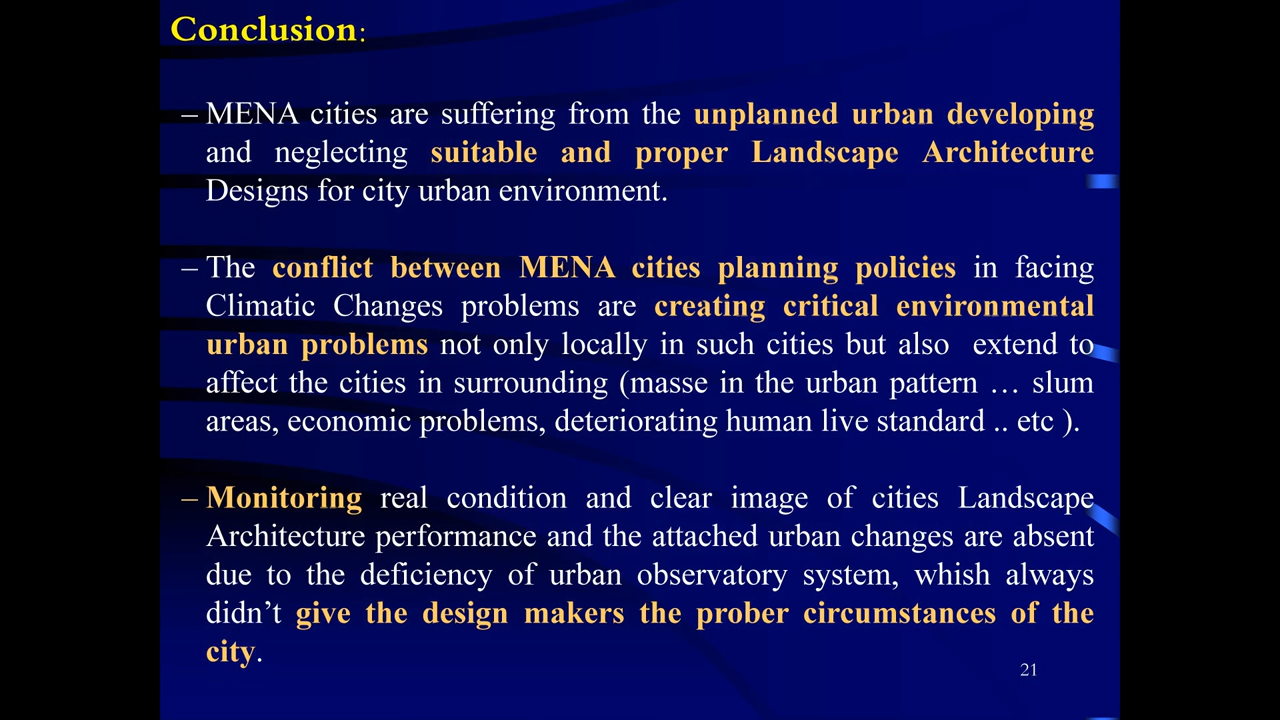 Conclusion:
– MENA cities are suffering from the unplanned urban developing
and neglecting suitable and proper Landscape Architecture
Designs for city urban environment.
– The conflict between MENA cities planning policies in facing
Climatic Changes problems are creating critical environmental
urban problems not only locally in such cities but also extend to
affect the cities in surrounding (masse in the urban pattern … slum
areas, economic problems, deteriorating human live standard .. etc ).
– Monitoring real condition and clear image of cities Landscape
Architecture performance and the attached urban changes are absent
due to the deficiency of urban observatory system, whish always
didn’t give the design makers the prober circumstances of the
city.
21